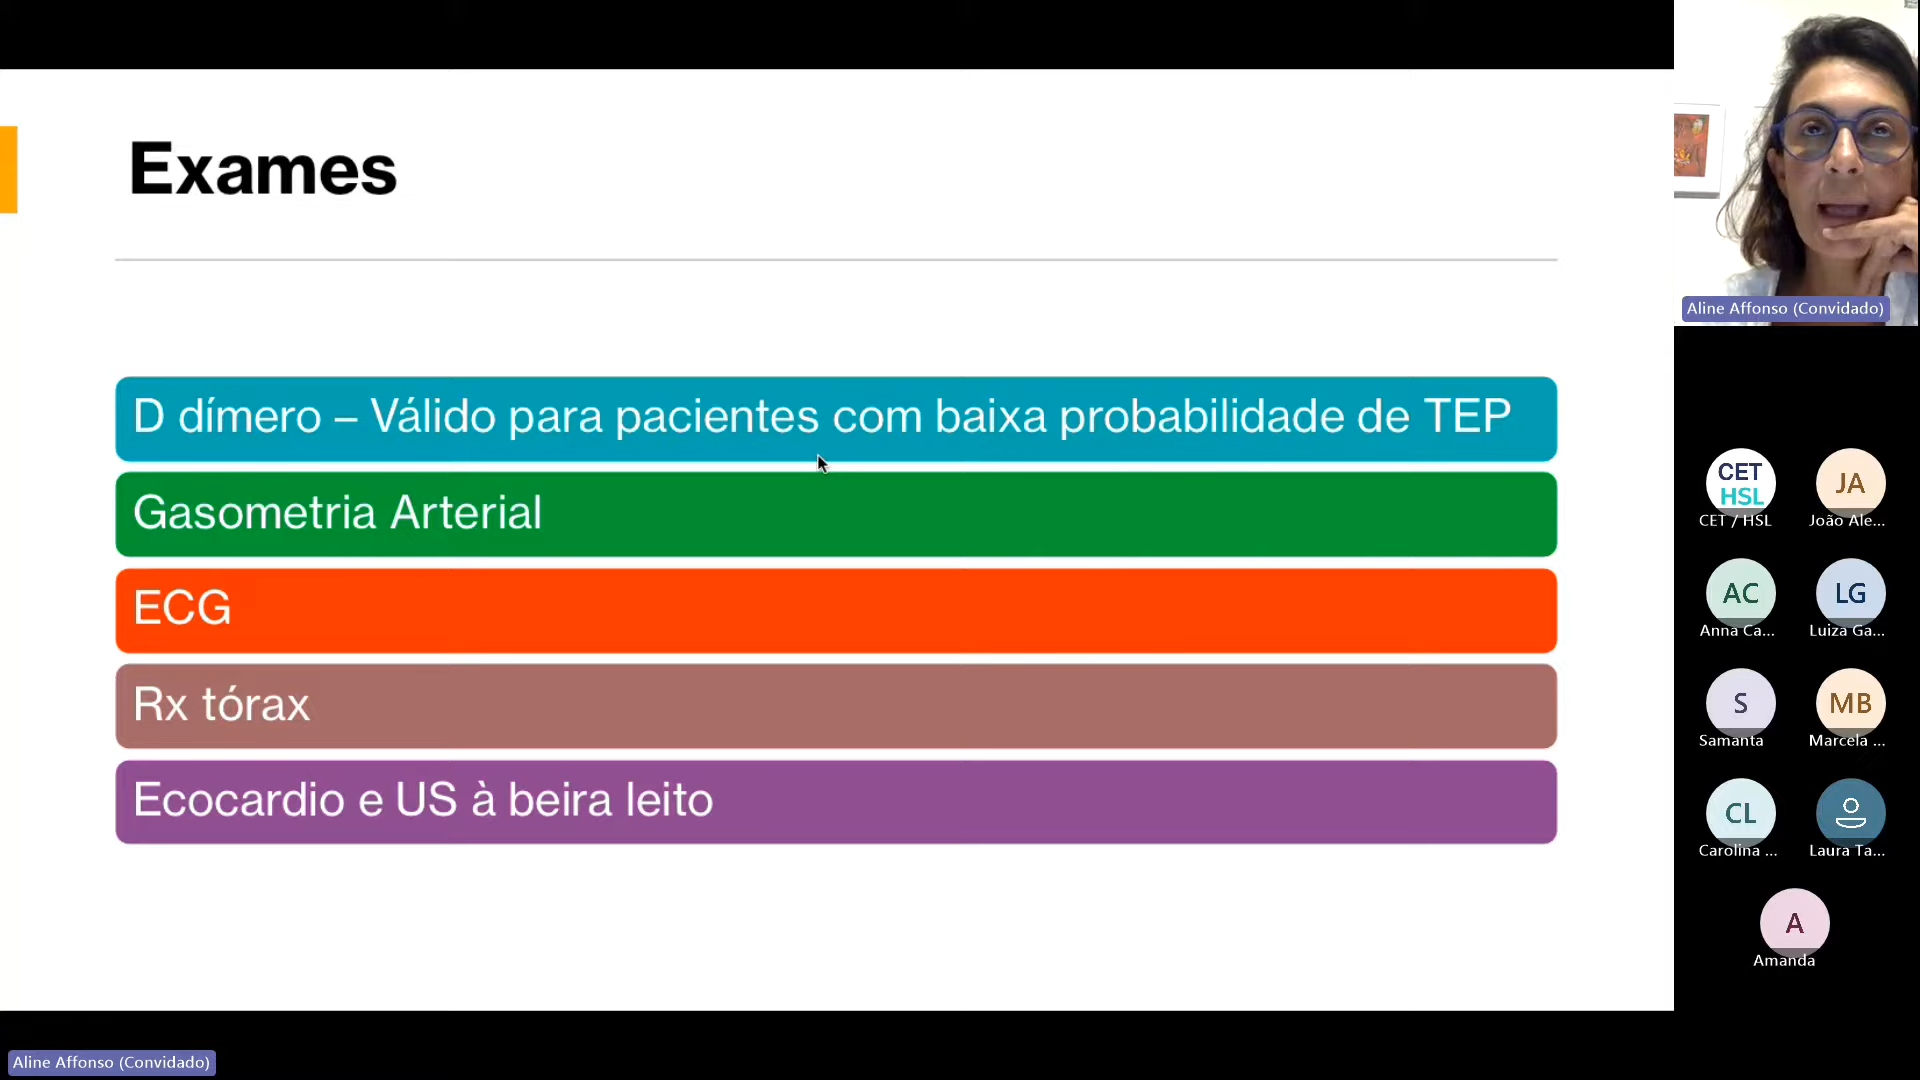 Exames
D dímero – Válido para pacientes com baixa probabilidade de TEP
Gasometria Arterial
ECG
Rx tórax
Ecocardio e US à beira leito
Aline Affonso (Convidado)
CET
HSL
CET / HSL
JA
João Ale...
AC
Anna Ca...
LG
Luiza Ga...
S
Samanta
MB
Marcela ...
CL
Carolina ...
Laura Ta...
A
Amanda
Aline Affonso (Convidado)